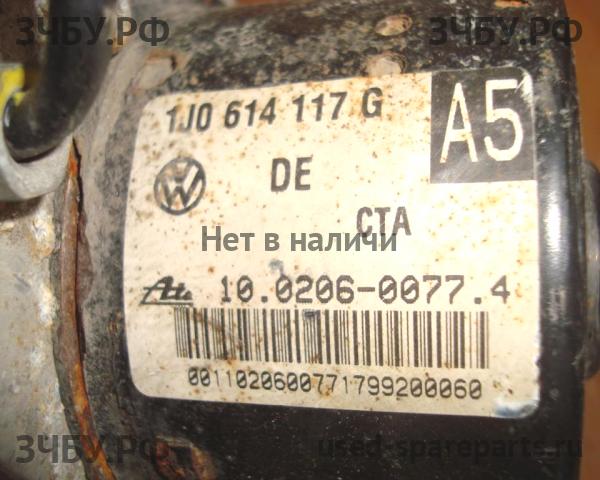 ЗЧБУ.РФ
ЗЧБУ.РФ
1J0 614 117 G
A5
DE
CTA
Нет в наличи
Ate
10.0206-0077.4
0011020600771799200060
ЗЧБУ.РФ
used-spareparts.ru